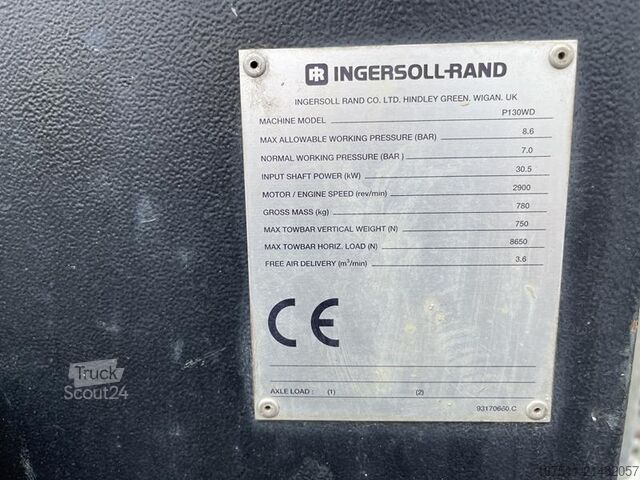 IR INGERSOLL-RAND
INGERSOLL RAND CO. LTD. HINDLEY GREEN. WIGAN. UK
MACHINE MODEL P130WD
MAX ALLOWABLE WORKING PRESSURE (BAR) 8.6
NORMAL WORKING PRESSURE (BAR) 7.0
INPUT SHAFT POWER (kW) 30.5
MOTOR / ENGINE SPEED (rev/min) 2900
GROSS MASS (kg) 780
MAX TOWBAR VERTICAL WEIGHT (N) 750
MAX TOWBAR HORIZ. LOAD (N) 8650
FREE AIR DELIVERY (m³/min) 3.6
CE
AXLE LOAD : (1) (2)
93170660.C
Truck
Scout24